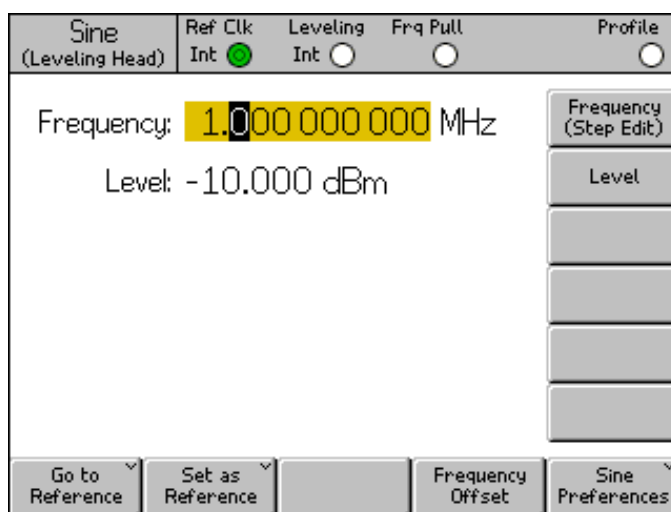 Sine
(Leveling Head)
Ref Clk
Int
Leveling
Int
Frq Pull
Profile
Frequency: 1.000 000 000 MHz
Level: -10.000 dBm
Frequency
(Step Edit)
Level
Go to
Reference
Set as
Reference
Frequency
Offset
Sine
Preferences